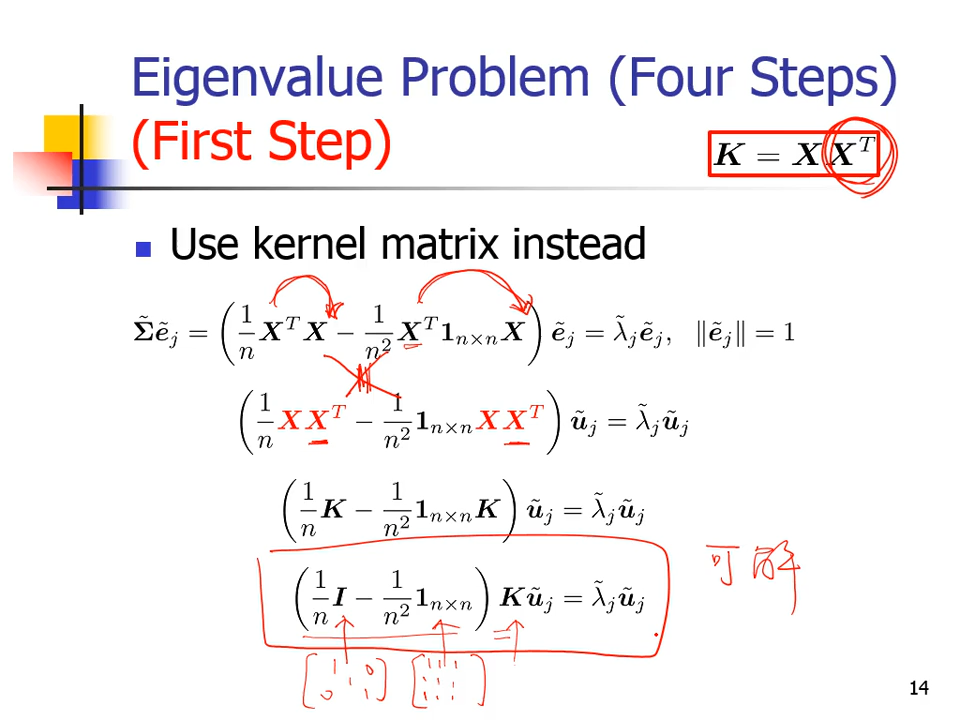 Eigenvalue Problem (Four Steps)
(First Step)
K = XX^T
Use kernel matrix instead
Σ̃ẽ_j = (1/n X^T X − 1/n² X^T 1_{n×n} X) ẽ_j = λ̃_j ẽ_j, ‖ẽ_j‖ = 1
(1/n XX^T − 1/n² 1_{n×n} XX^T) ũ_j = λ̃_j ũ_j
(1/n K − 1/n² 1_{n×n} K) ũ_j = λ̃_j ũ_j
(1/n I − 1/n² 1_{n×n}) Kũ_j = λ̃_j ũ_j
可解
14